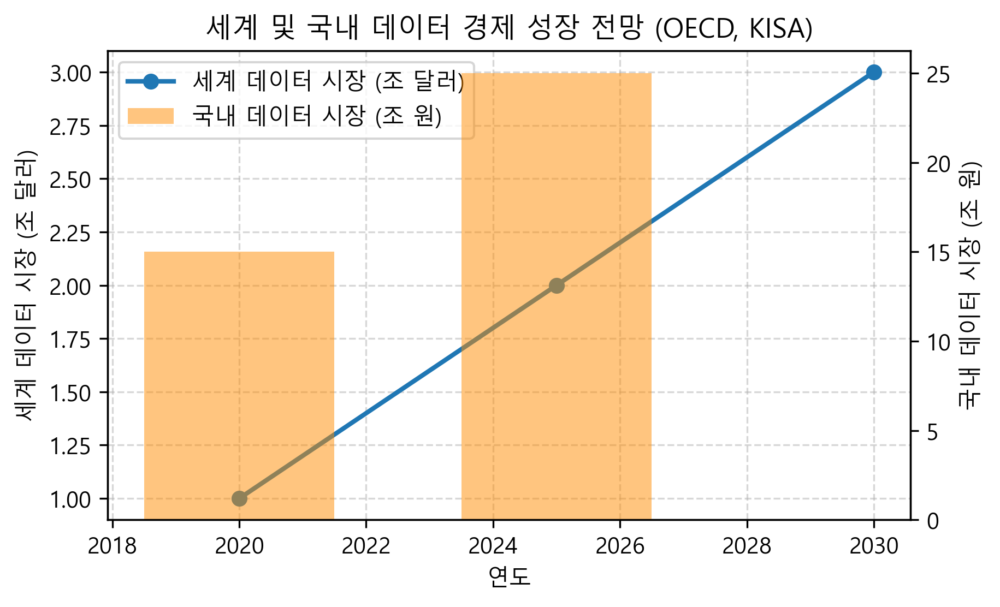 세계 및 국내 데이터 경제 성장 전망 (OECD, KISA)
세계 데이터 시장 (조 달러)
국내 데이터 시장 (조 원)
세계 데이터 시장 (조 달러)
3.00
2.75
2.50
2.25
2.00
1.75
1.50
1.25
1.00
25
20
15
10
5
0
국내 데이터 시장 (조 원)
2018 2020 2022 2024 2026 2028 2030
연도